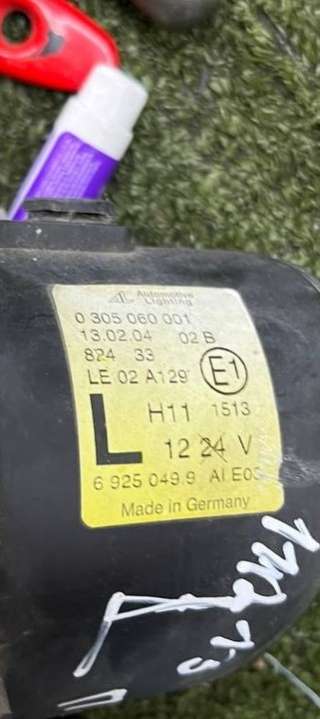 Automotive
Lighting
0 305 060 001
13.02.04 02 B
824 33
LE 02 A129
E1
L
H11 1513
12 24 V
6 925 049.9 AL E03
Made in Germany